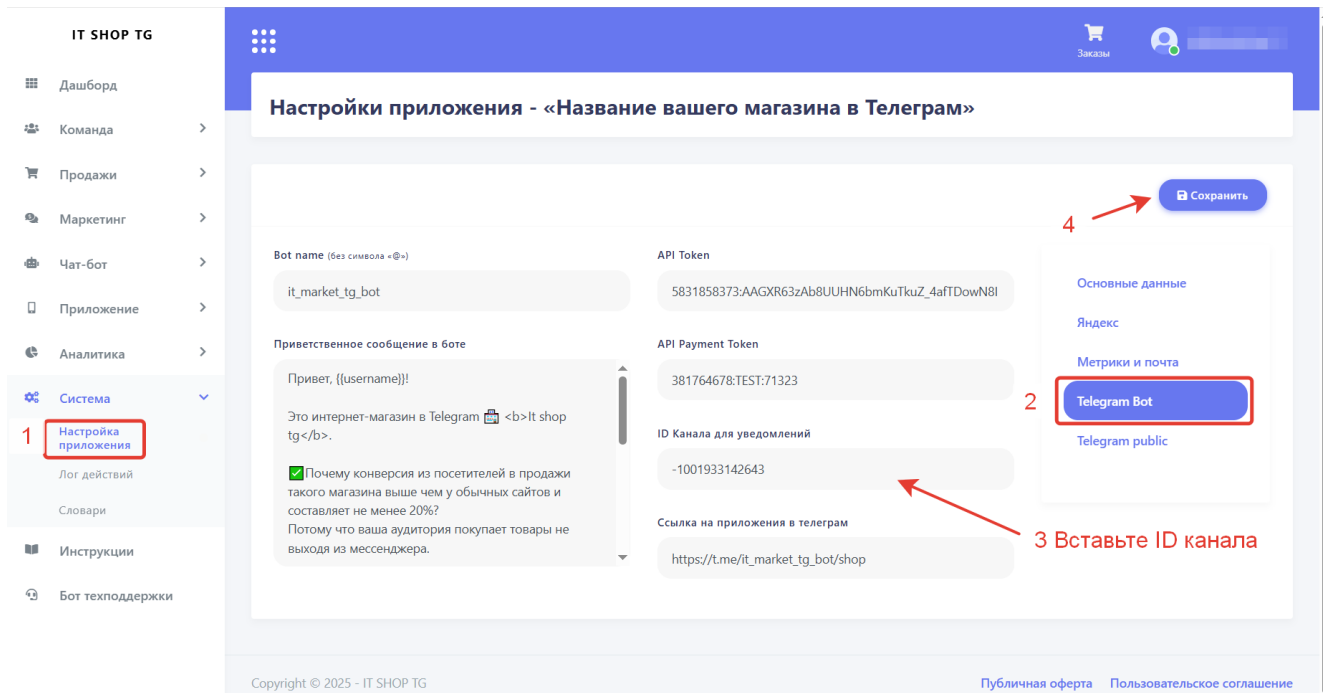 IT SHOP TG
Заказы
Дашборд
Команда
Продажи
Маркетинг
Чат-бот
Приложение
Аналитика
Система
1
Настройка
приложения
Лог действий
Словари
Инструкции
Бот техподдержки
Настройки приложения - «Название вашего магазина в Телеграм»
4
Сохранить
Bot name (без символа «@»)
it_market_tg_bot
Приветственное сообщение в боте
Привет, {{username}}!
Это интернет-магазин в Telegram 🏪 <b>It shop
tg</b>.
✅Почему конверсия из посетителей в продажи
такого магазина выше чем у обычных сайтов и
составляет не менее 20%?
Потому что ваша аудитория покупает товары не
выходя из мессенджера.
API Token
5831858373:AAGXR63zAb8UUHN6bmKuTkuZ_4afTDowN8I
API Payment Token
381764678:TEST:71323
ID Канала для уведомлений
-1001933142643
Ссылка на приложения в телеграм
https://t.me/it_market_tg_bot/shop
Основные данные
Яндекс
Метрики и почта
2
Telegram Bot
Telegram public
3 Вставьте ID канала
Copyright © 2025 - IT SHOP TG
Публичная оферта
Пользовательское соглашение